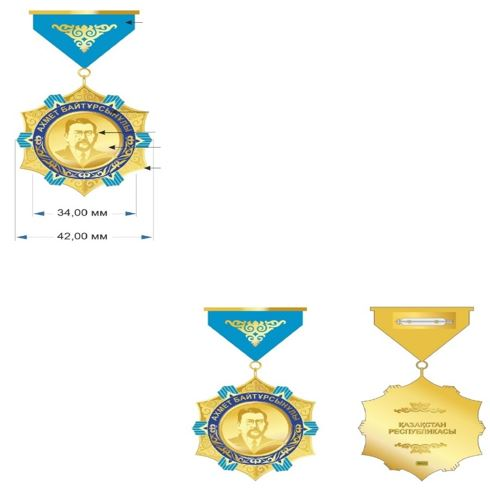 АХМЕТ БАЙТҰРСЫНҰЛЫ
34,00 мм
42,00 мм
АХМЕТ БАЙТҰРСЫНҰЛЫ
ҚАЗАҚСТАН
РЕСПУБЛИКАСЫ